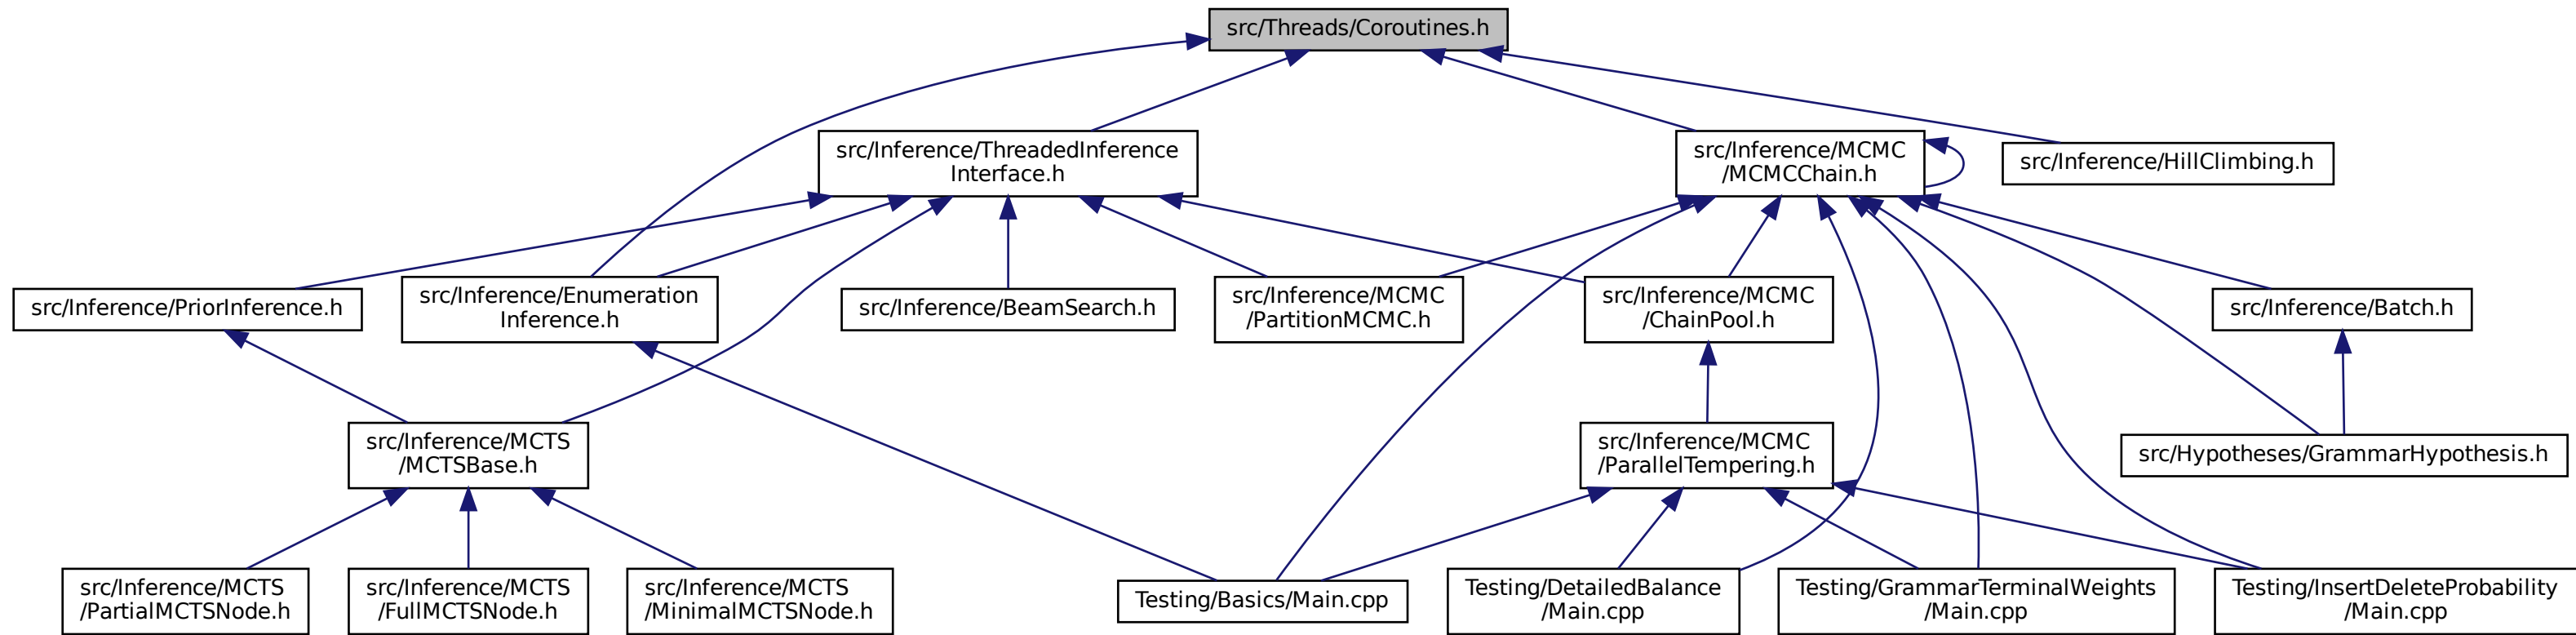 src/Threads/Coroutines.h
src/Inference/ThreadedInference
Interface.h
src/Inference/MCMC
/MCMCChain.h
src/Inference/HillClimbing.h
src/Inference/PriorInference.h
src/Inference/Enumeration
Inference.h
src/Inference/BeamSearch.h
src/Inference/MCMC
/PartitionMCMC.h
src/Inference/MCMC
/ChainPool.h
src/Inference/Batch.h
src/Inference/MCTS
/MCTSBase.h
src/Inference/MCMC
/ParallelTempering.h
src/Hypotheses/GrammarHypothesis.h
src/Inference/MCTS
/PartialMCTSNode.h
src/Inference/MCTS
/FullMCTSNode.h
src/Inference/MCTS
/MinimalMCTSNode.h
Testing/Basics/Main.cpp
Testing/DetailedBalance
/Main.cpp
Testing/GrammarTerminalWeights
/Main.cpp
Testing/InsertDeleteProbability
/Main.cpp